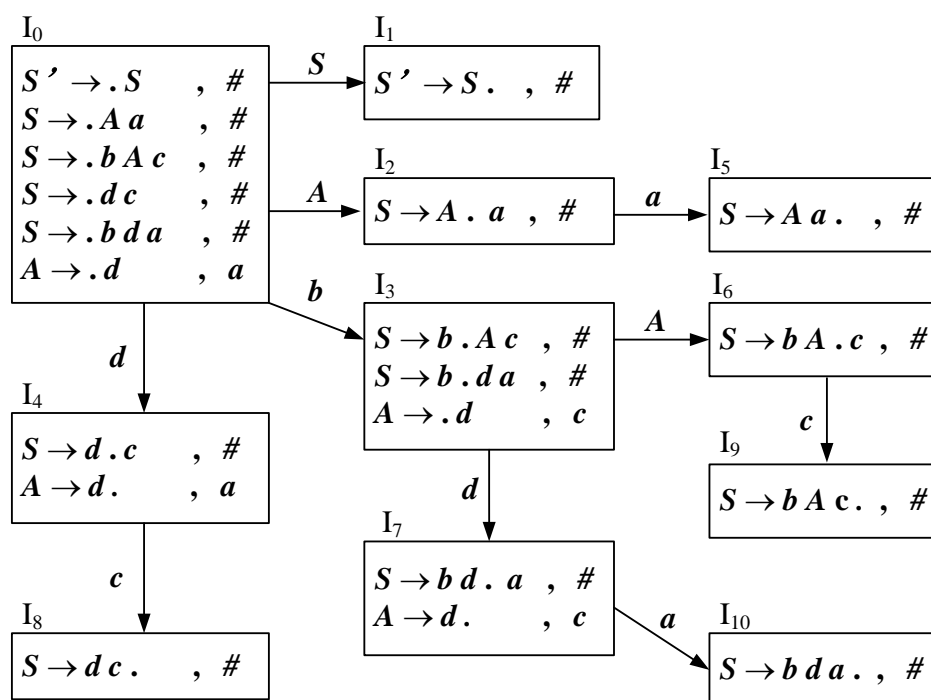 I0
S' → . S , #
S → . A a , #
S → . b A c , #
S → . d c , #
S → . b d a , #
A → . d , a
S
I1
S' → S . , #
A
I2
S → A . a , #
a
I5
S → A a . , #
b
I3
S → b . A c , #
S → b . d a , #
A → . d , c
A
I6
S → b A . c , #
d
I4
S → d . c , #
A → d . , a
c
I9
S → b A c . , #
d
I7
S → b d . a , #
A → d . , c
c
I8
S → d c . , #
a
I10
S → b d a . , #